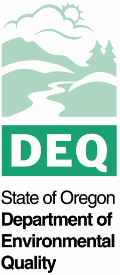 DEQ
State of Oregon
Department of
Environmental
Quality